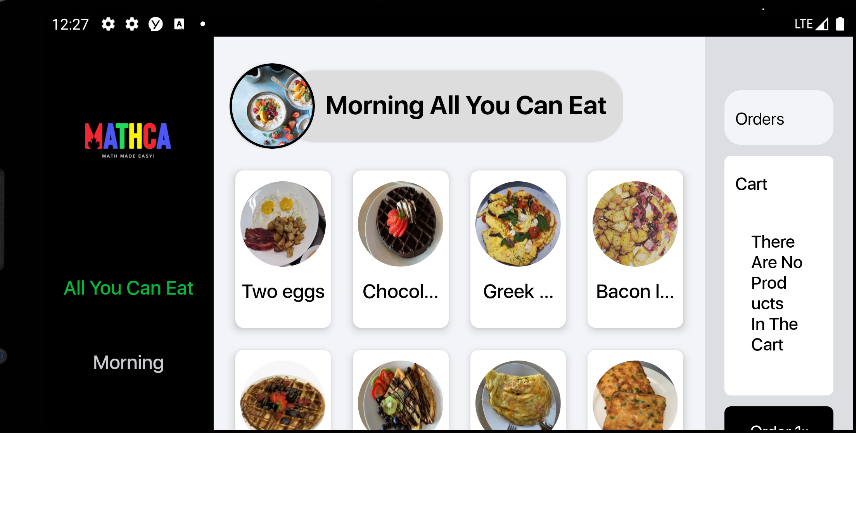 12:27
LTE
MATHCA
MATH MADE EASY!
All You Can Eat
Morning
Morning All You Can Eat
Two eggs
Chocol...
Greek ...
Bacon l...
Orders
Cart
There
Are No
Prod
ucts
In The
Cart